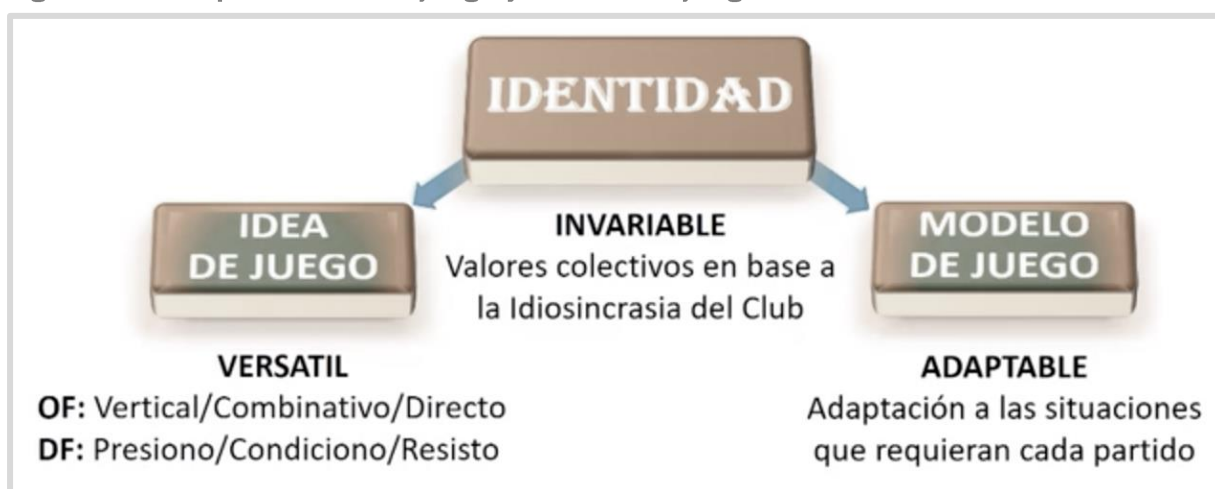 IDENTIDAD
IDEA
DE JUEGO
INVARIABLE
Valores colectivos en base a
la Idiosincrasia del Club
MODELO
DE JUEGO
VERSATIL
OF: Vertical/Combinativo/Directo
DF: Presiono/Condiciono/Resisto
ADAPTABLE
Adaptación a las situaciones
que requieran cada partido